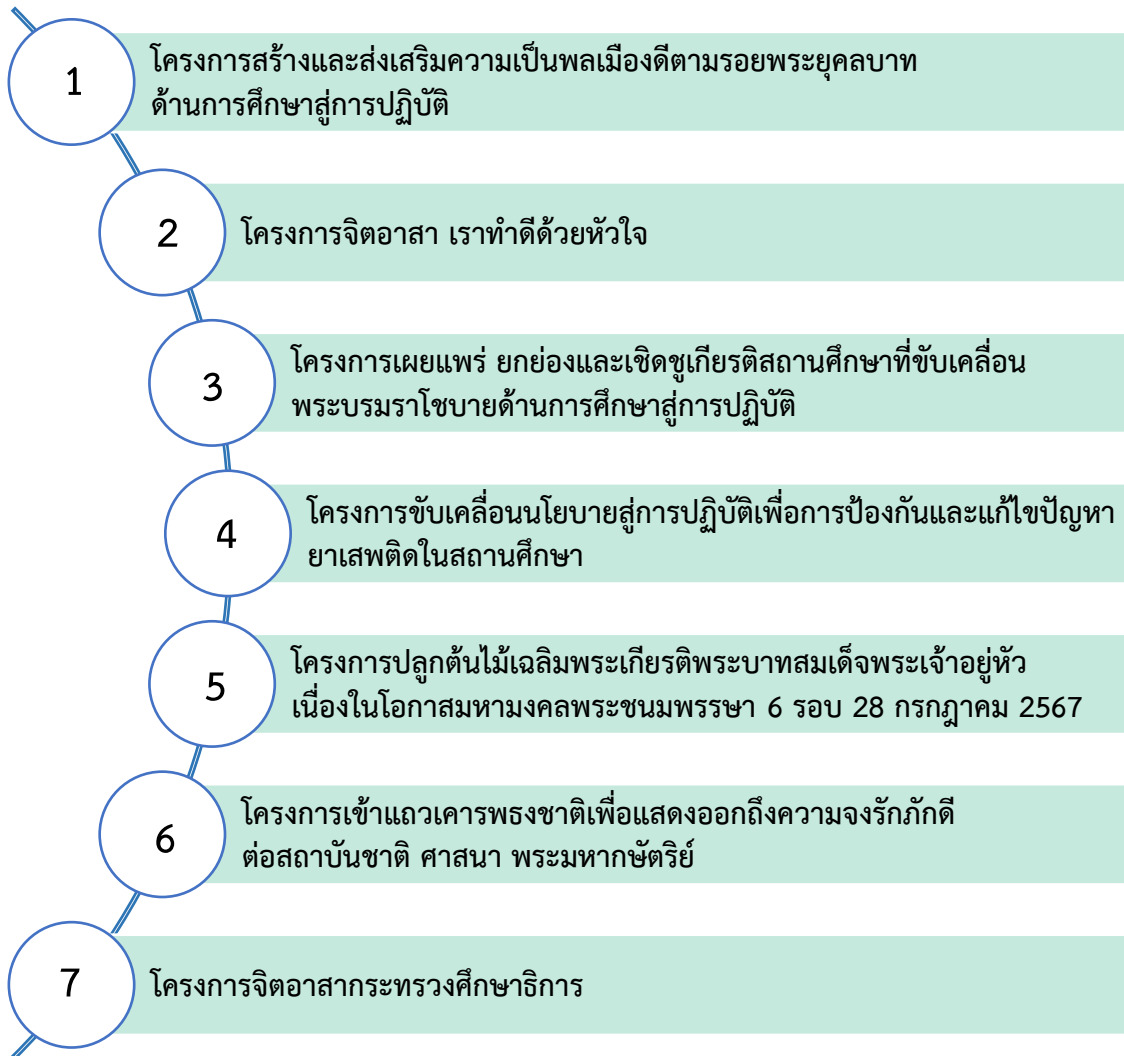 1
โครงการสร้างและส่งเสริมความเป็นพลเมืองดีตามรอยพระยุคลบาท
ด้านการศึกษาสู่การปฏิบัติ
2
โครงการจิตอาสา เราทำดีด้วยหัวใจ
3
โครงการเผยแพร่ ยกย่องและเชิดชูเกียรติสถานศึกษาที่ขับเคลื่อน
พระบรมราโชบายด้านการศึกษาสู่การปฏิบัติ
4
โครงการขับเคลื่อนนโยบายสู่การปฏิบัติเพื่อการป้องกันและแก้ไขปัญหา
ยาเสพติดในสถานศึกษา
5
โครงการปลูกต้นไม้เฉลิมพระเกียรติพระบาทสมเด็จพระเจ้าอยู่หัว
เนื่องในโอกาสมหามงคลพระชนมพรรษา 6 รอบ 28 กรกฎาคม 2567
6
โครงการเข้าแถวเคารพธงชาติเพื่อแสดงออกถึงความจงรักภักดี
ต่อสถาบันชาติ ศาสนา พระมหากษัตริย์
7
โครงการจิตอาสากระทรวงศึกษาธิการ